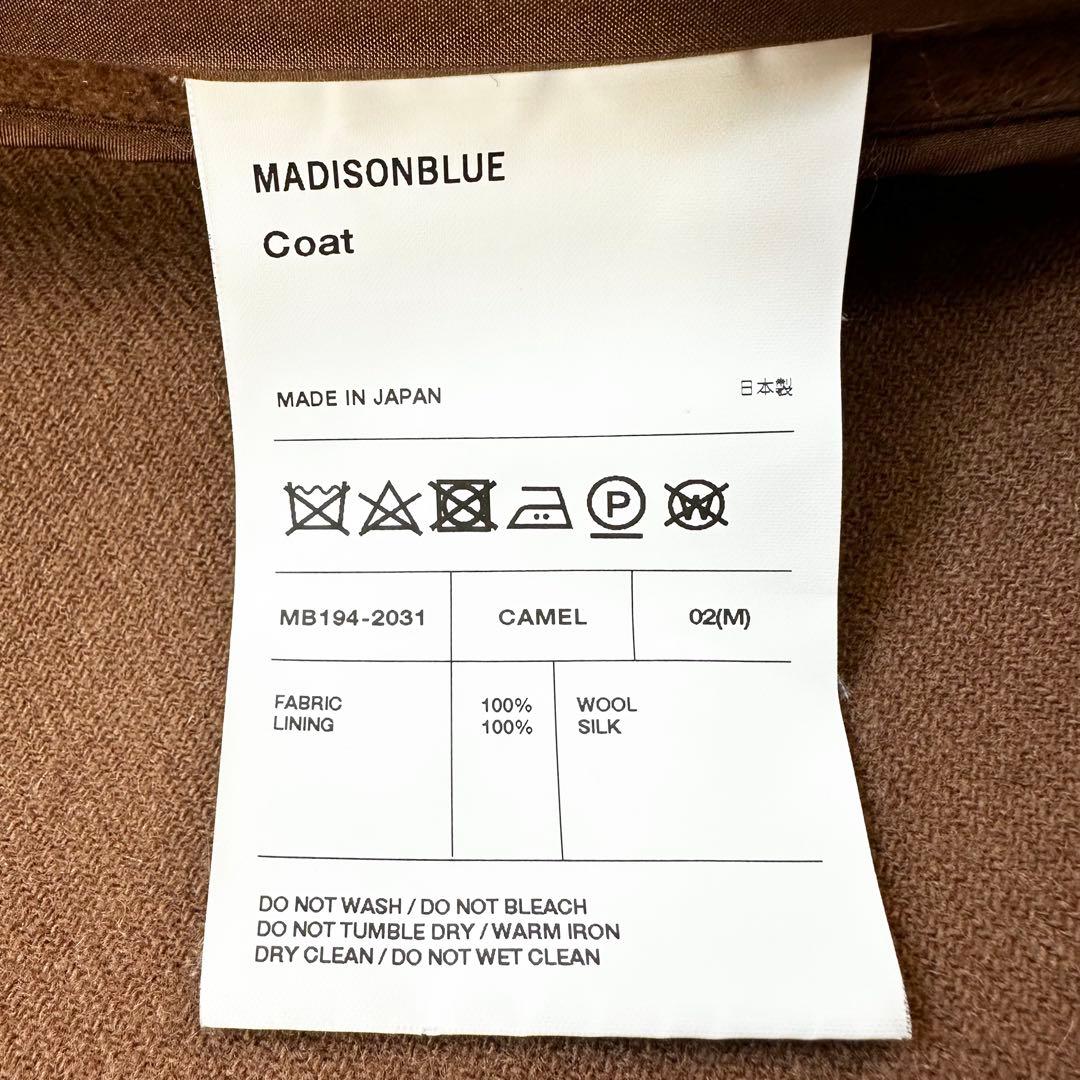 MADISONBLUE
Coat
MADE IN JAPAN 日本製
P W
MB194-2031 CAMEL 02(M)
FABRIC 100% WOOL
LINING 100% SILK
DO NOT WASH / DO NOT BLEACH
DO NOT TUMBLE DRY / WARM IRON
DRY CLEAN / DO NOT WET CLEAN